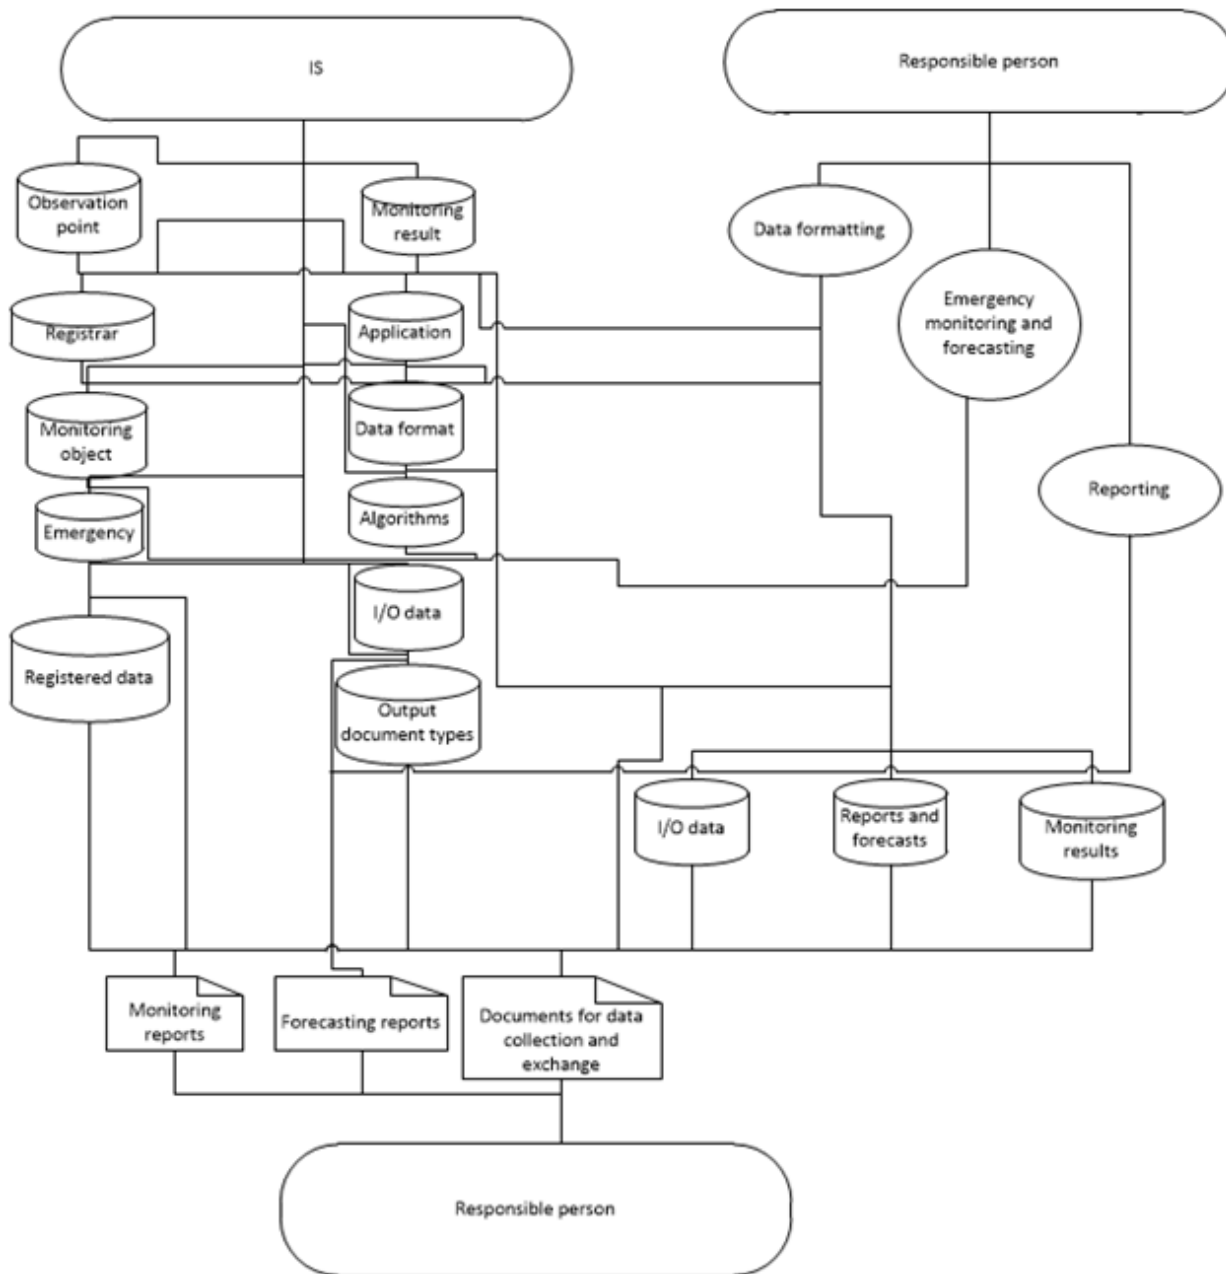 IS
Responsible person
Observation
point
Monitoring
result
Data formatting
Emergency
monitoring and
forecasting
Registrar
Application
Monitoring
object
Data format
Reporting
Emergency
Algorithms
I/O data
Registered data
Output
document types
I/O data
Reports and
forecasts
Monitoring
results
Monitoring
reports
Forecasting reports
Documents for data
collection and
exchange
Responsible person